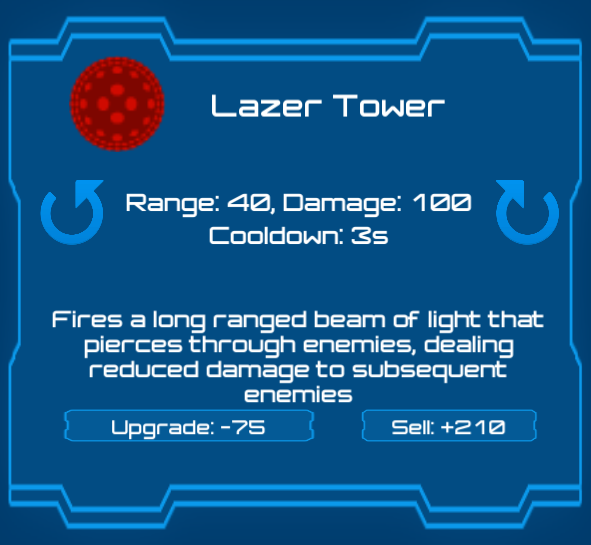 Lazer Tower
Range: 40, Damage: 100
Cooldown: 3s
Fires a long ranged beam of light that
pierces through enemies, dealing
reduced damage to subsequent
enemies
Upgrade: -75
Sell: +210